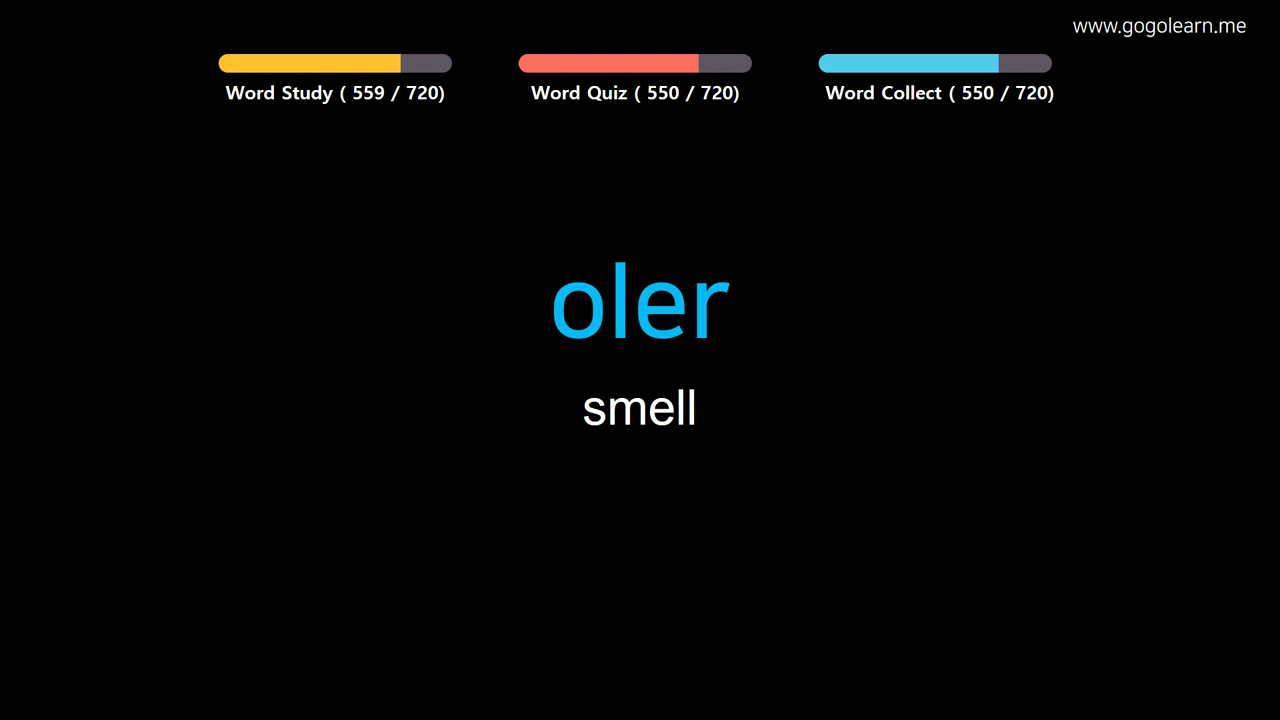 www.gogolearn.me
Word Study ( 559 / 720)
Word Quiz ( 550 / 720)
Word Collect ( 550 / 720)
oler
smell